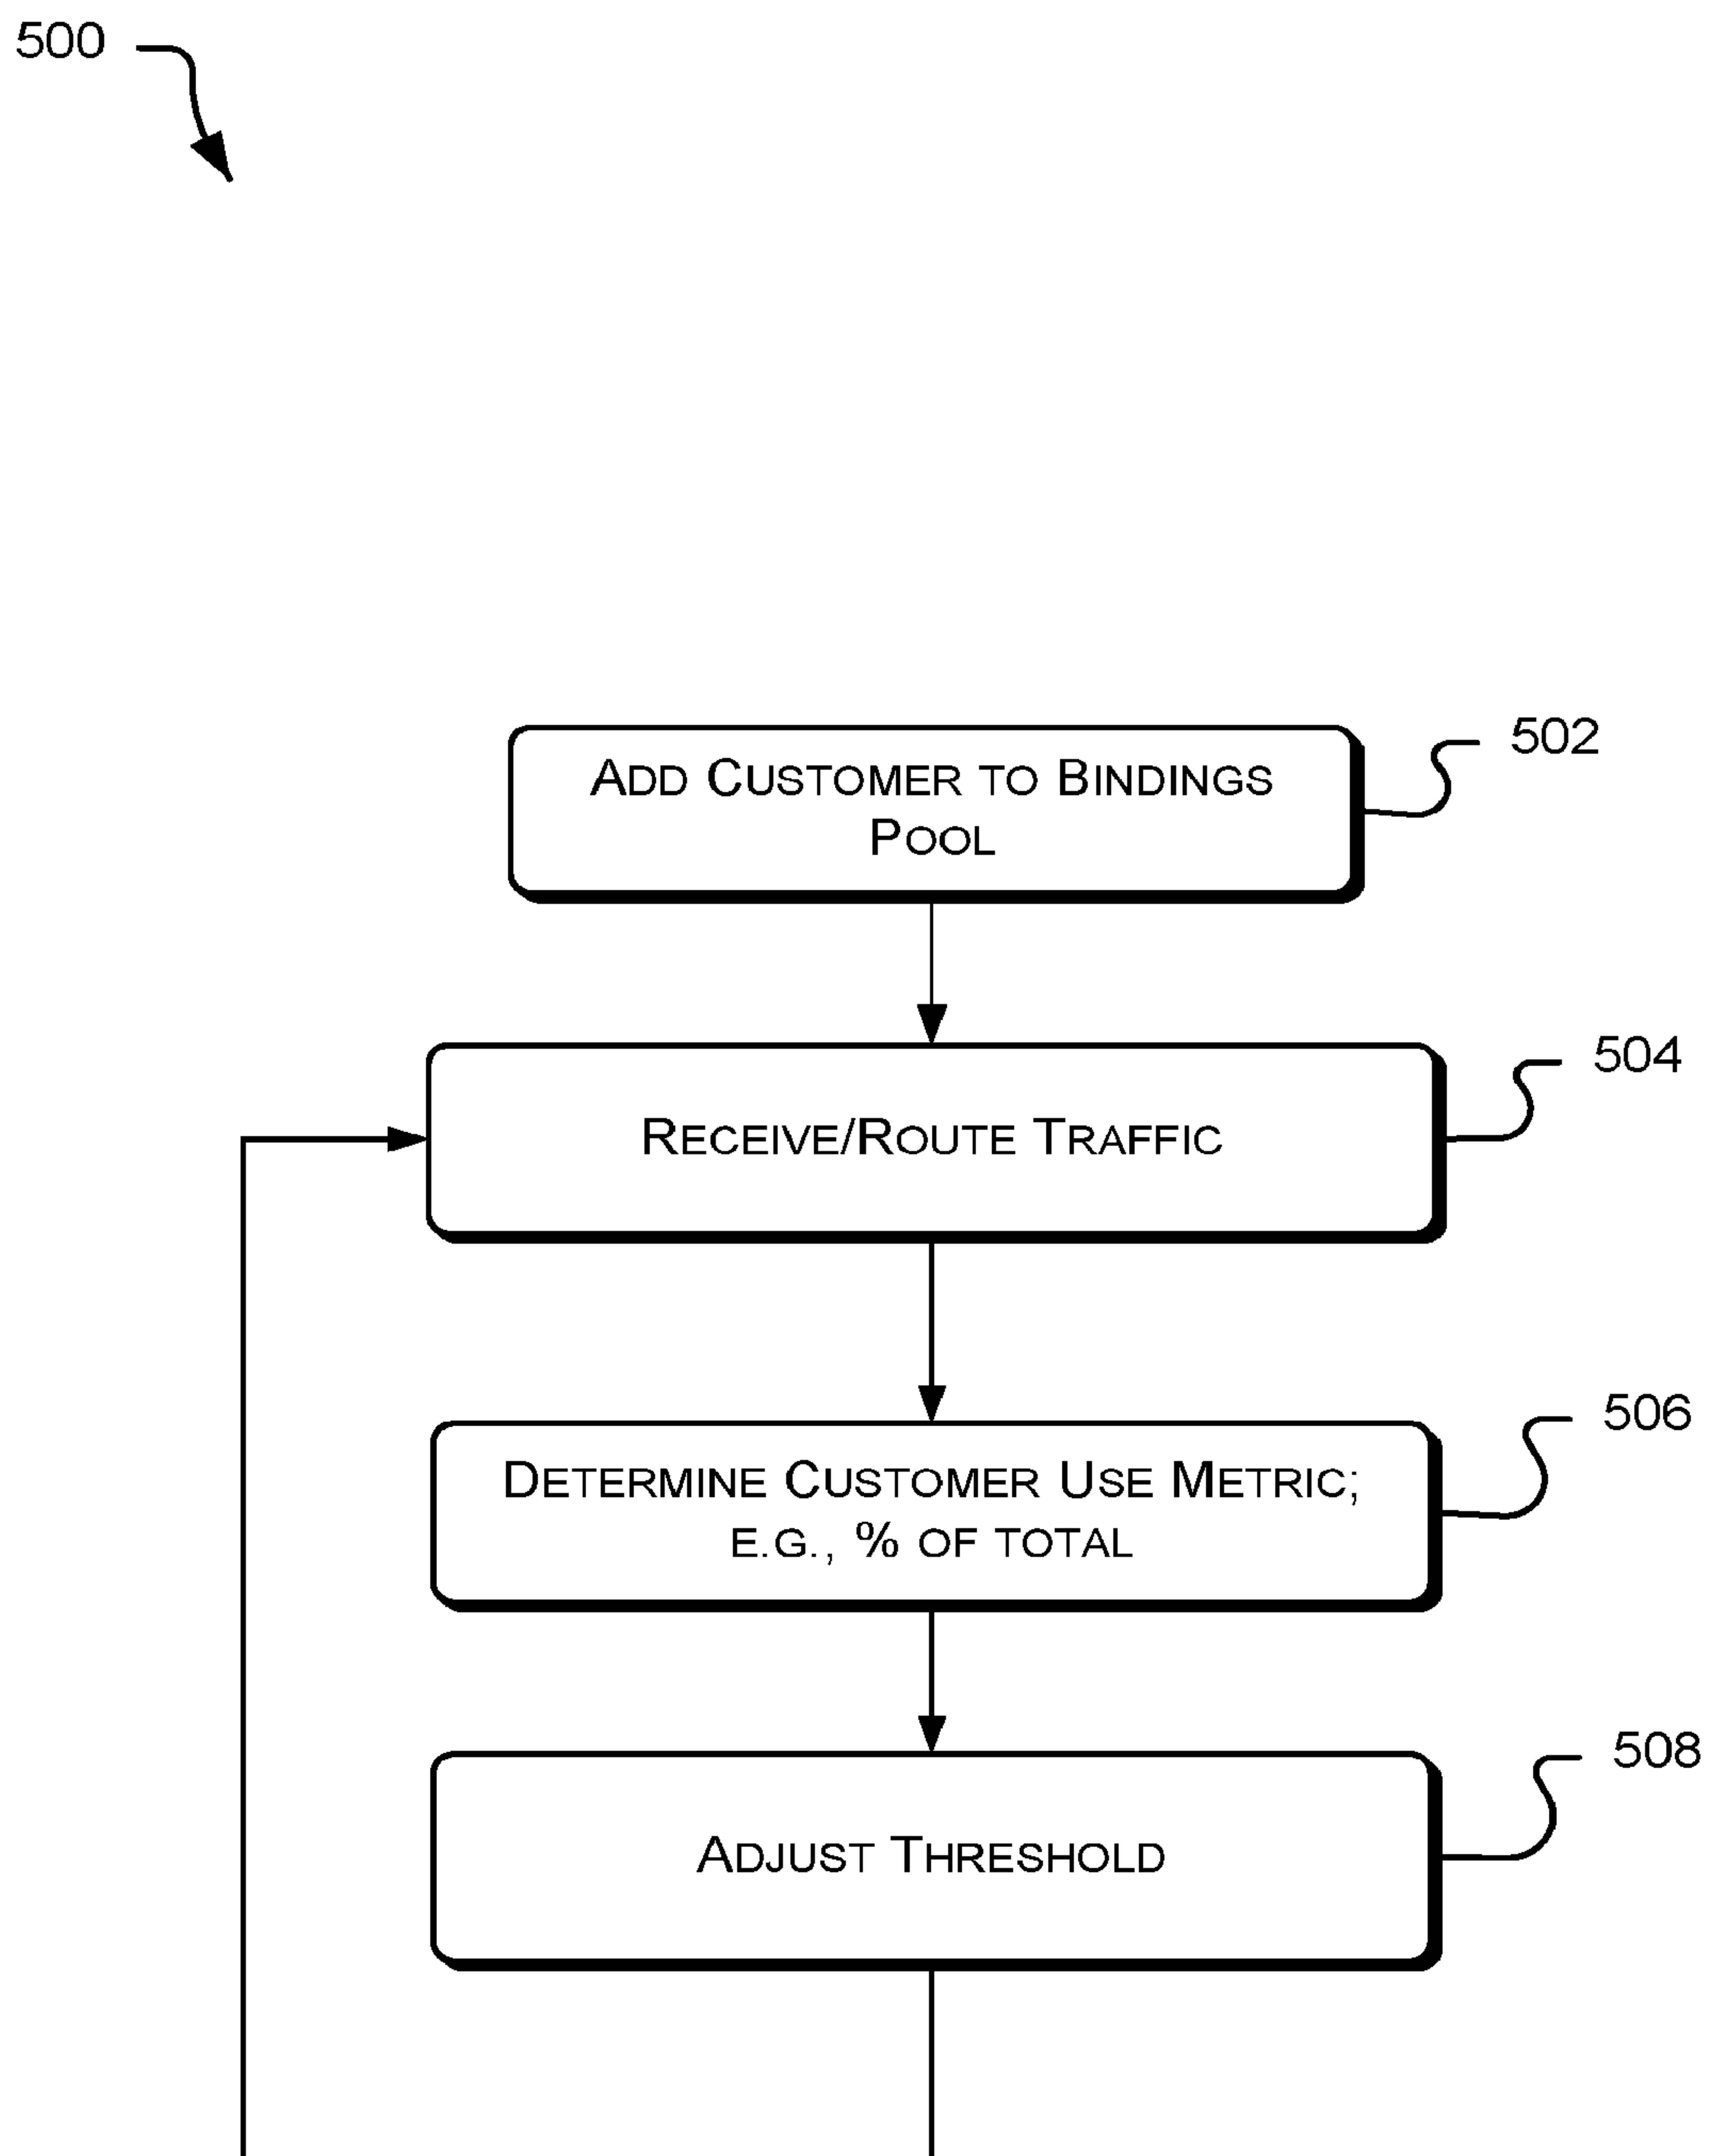 500
502
ADD CUSTOMER TO BINDINGS
POOL
504
RECEIVE/ROUTE TRAFFIC
506
DETERMINE CUSTOMER USE METRIC;
E.G., % OF TOTAL
508
ADJUST THRESHOLD